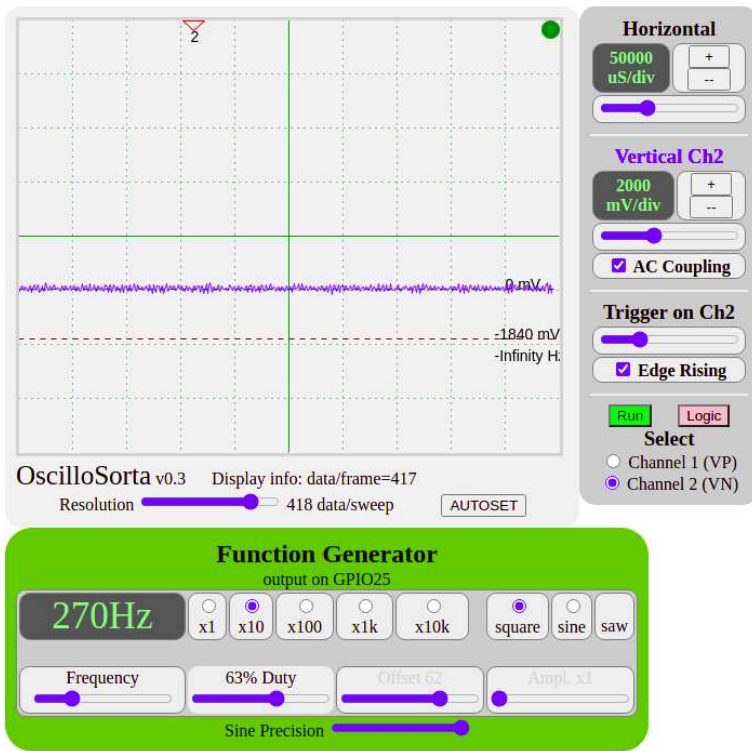 2
0 mV
-1840 mV
-Infinity H
OscilloSorta v0.3 Display info: data/frame=417
Resolution 418 data/sweep AUTOSET
Horizontal
50000
uS/div
+
--
Vertical Ch2
2000
mV/div
+
--
AC Coupling
Trigger on Ch2
Edge Rising
Run Logic
Select
Channel 1 (VP)
Channel 2 (VN)
Function Generator
output on GPIO25
270Hz
x1 x10 x100 x1k x10k square sine saw
Frequency 63% Duty Offset 62 Ampl. x1
Sine Precision